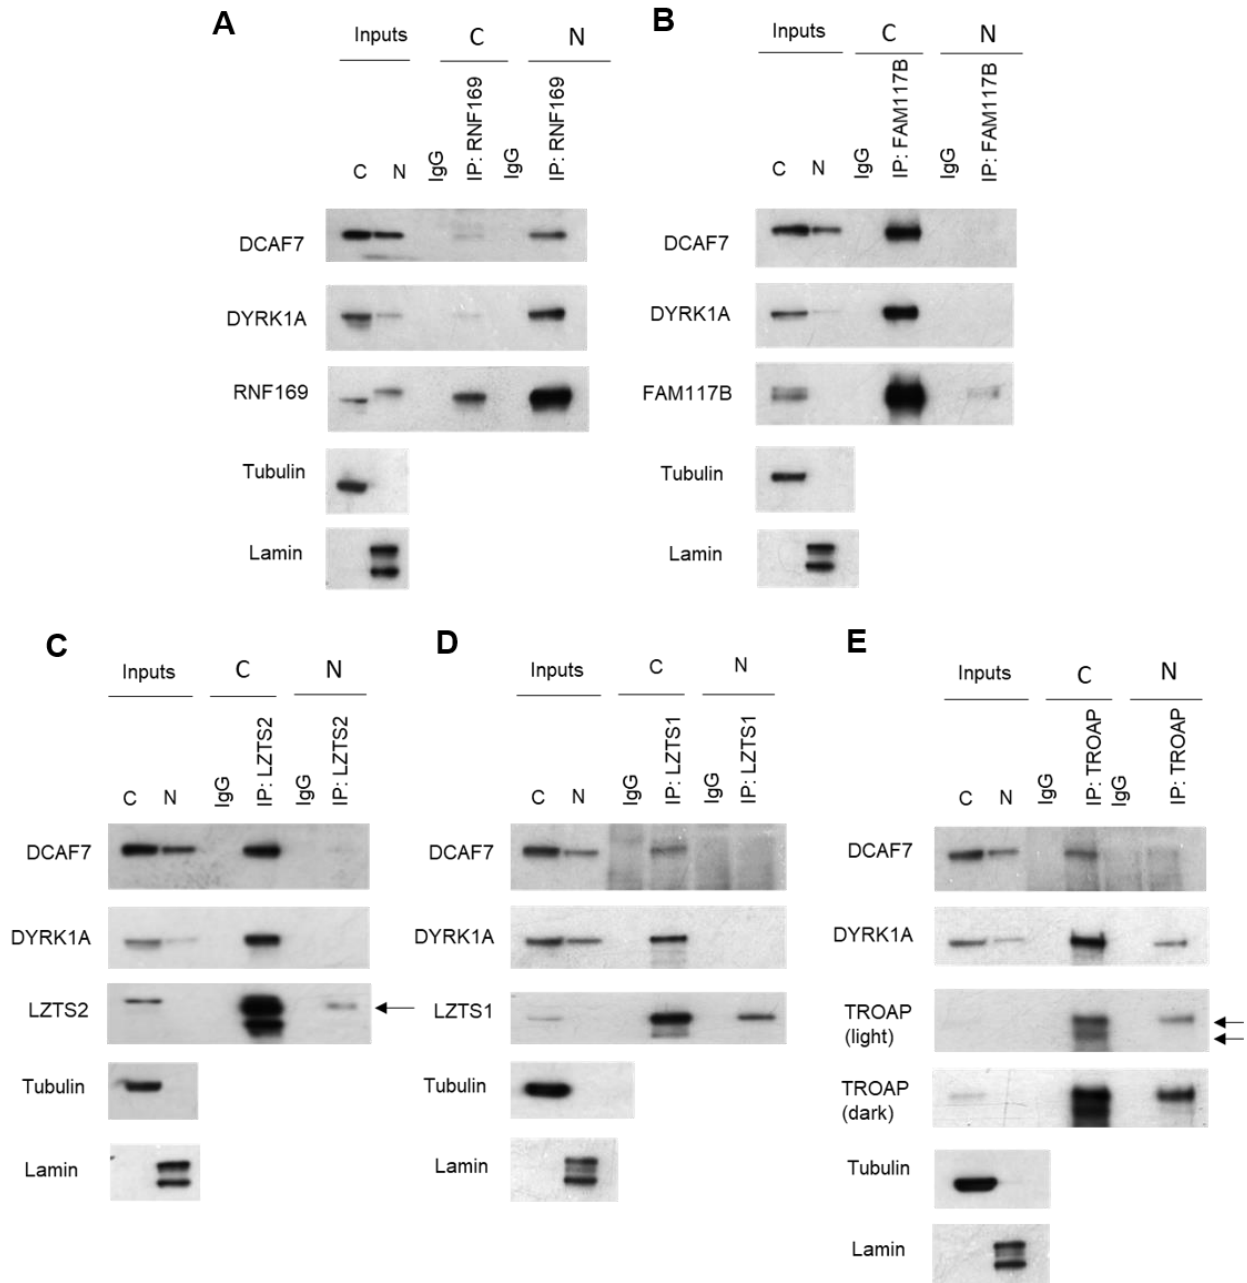 A
Inputs
C
N
C
N
IgG
IP: RNF169
IgG
IP: RNF169
DCAF7
DYRK1A
RNF169
Tubulin
Lamin
B
Inputs
C
N
C
N
IgG
IP: FAM117B
IgG
IP: FAM117B
DCAF7
DYRK1A
FAM117B
Tubulin
Lamin
C
Inputs
C
N
C
N
IgG
IP: LZTS2
IgG
IP: LZTS2
DCAF7
DYRK1A
LZTS2
Tubulin
Lamin
D
Inputs
C
N
C
N
IgG
IP: LZTS1
IgG
IP: LZTS1
DCAF7
DYRK1A
LZTS1
Tubulin
Lamin
E
Inputs
C
N
C
N
IgG
IP: TROAP
IgG
IP: TROAP
DCAF7
DYRK1A
TROAP
(light)
TROAP
(dark)
Tubulin
Lamin